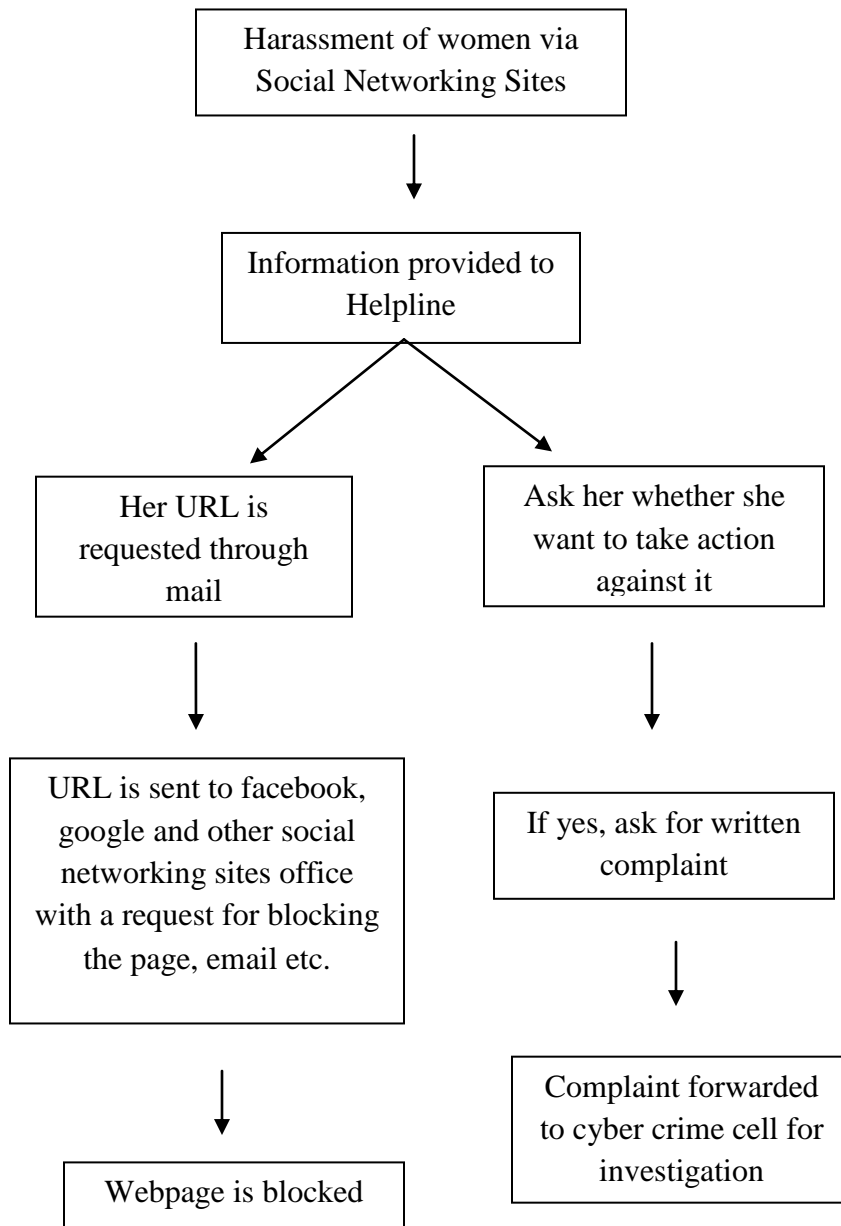 Harassment of women via
Social Networking Sites
Information provided to
Helpline
Her URL is
requested through
mail
Ask her whether she
want to take action
against it
URL is sent to facebook,
google and other social
networking sites office
with a request for blocking
the page, email etc.
If yes, ask for written
complaint
Complaint forwarded
to cyber crime cell for
investigation
Webpage is blocked